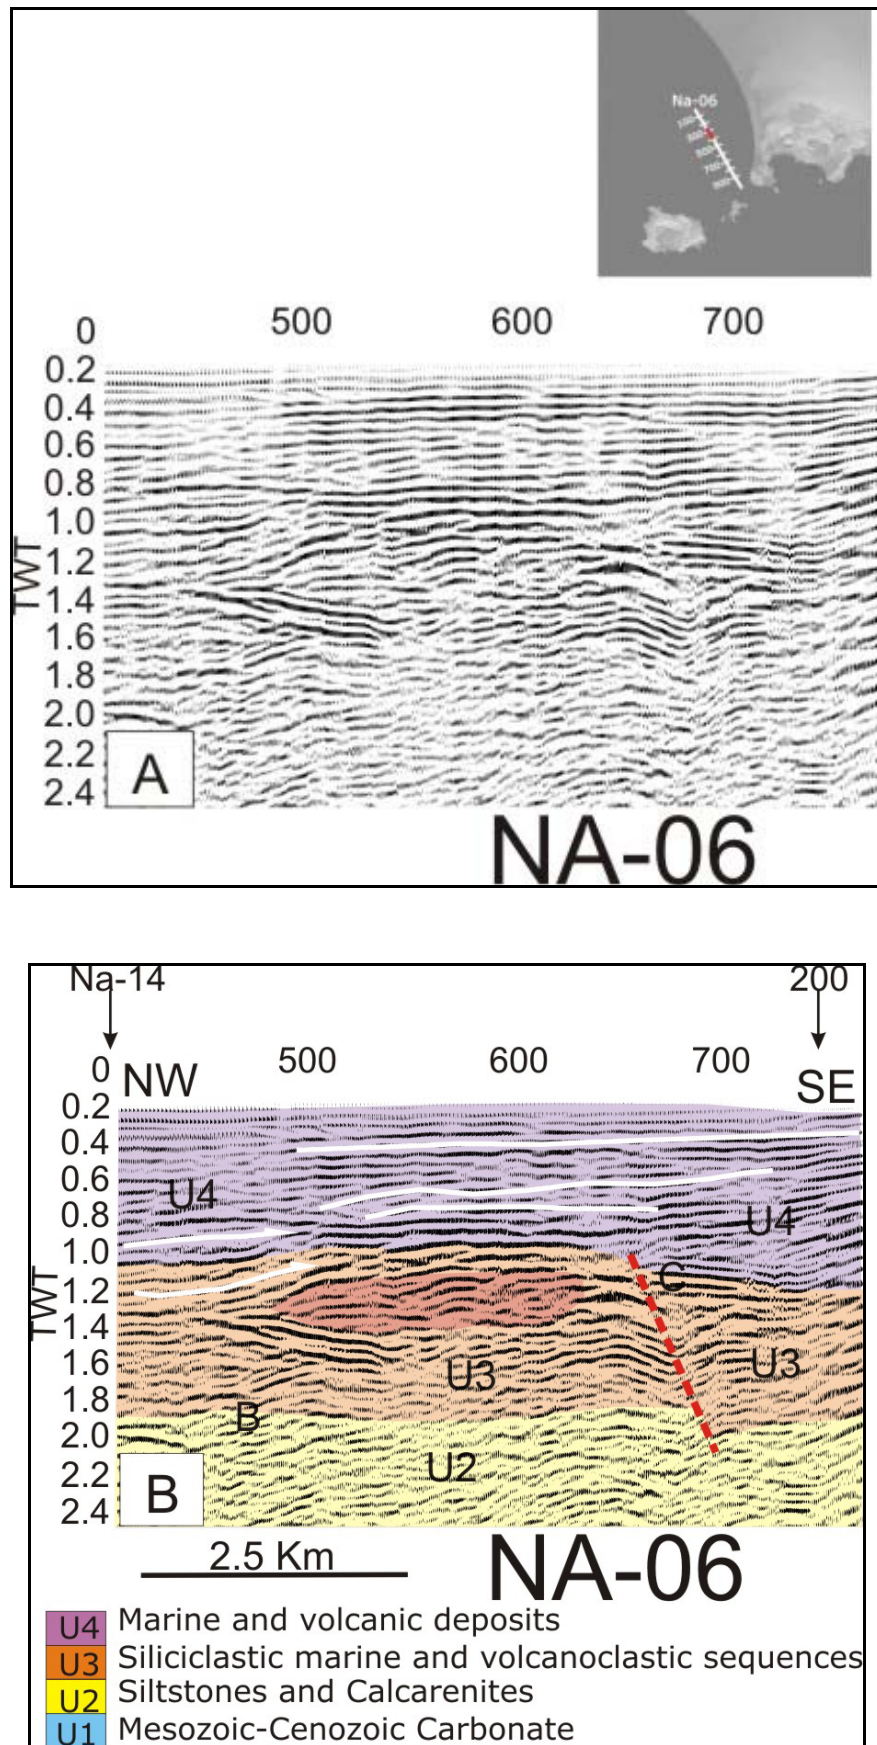 Na-06
500 600 700
0
0.2
0.4
0.6
0.8
1.0
1.2
1.4
1.6
1.8
2.0
2.2
2.4
TWT
A
NA-06
Na-14 200
500 600 700
0 NW SE
0.2
0.4
0.6
0.8
1.0
1.2
1.4
1.6
1.8
2.0
2.2
2.4
TWT
U4 U4
C
U3 U3
B
U2
B
2.5 Km NA-06
U4 Marine and volcanic deposits
U3 Siliciclastic marine and volcanoclastic sequences
U2 Siltstones and Calcarenites
U1 Mesozoic-Cenozoic Carbonate